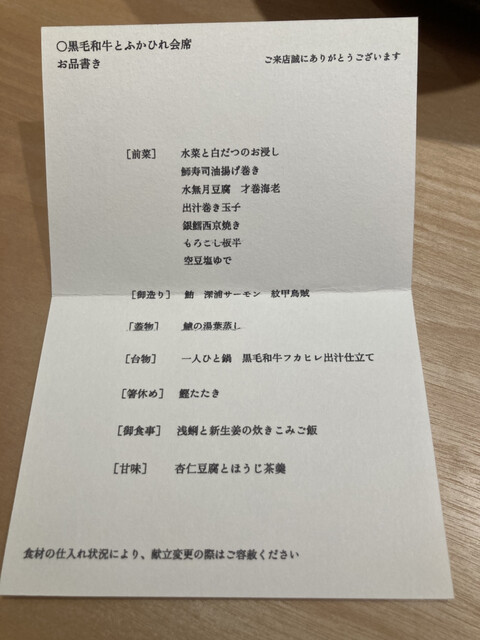 〇黒毛和牛とふかひれ会席
お品書き
ご来店誠にありがとうございます
[前菜] 水菜と白だつのお浸し
鰤寿司油揚げ巻き
水無月豆腐 才巻海老
出汁巻き玉子
銀鱈西京焼き
もろこし板半
空豆塩ゆで
[御造り] 鮪 深浦サーモン 紋甲烏賊
[蓋物] 鱸の湯葉蒸し
[台物] 一人ひと鍋 黒毛和牛フカヒレ出汁仕立て
[箸休め] 鰹たたき
[御食事] 浅蜊と新生姜の炊きこみご飯
[甘味] 杏仁豆腐とほうじ茶羹
食材の仕入れ状況により、献立変更の際はご容赦ください